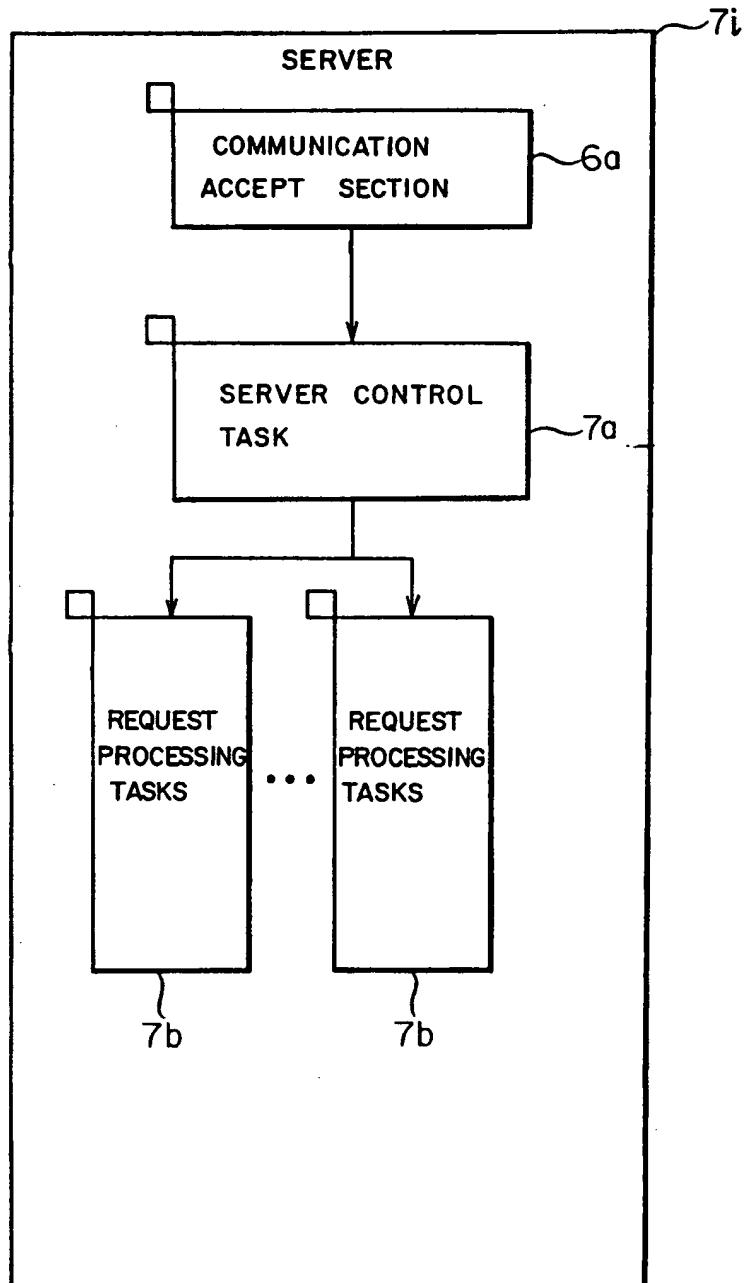 7i
SERVER
COMMUNICATION
ACCEPT SECTION
6a
SERVER CONTROL
TASK
7a
REQUEST
PROCESSING
TASKS
...
REQUEST
PROCESSING
TASKS
7b
7b